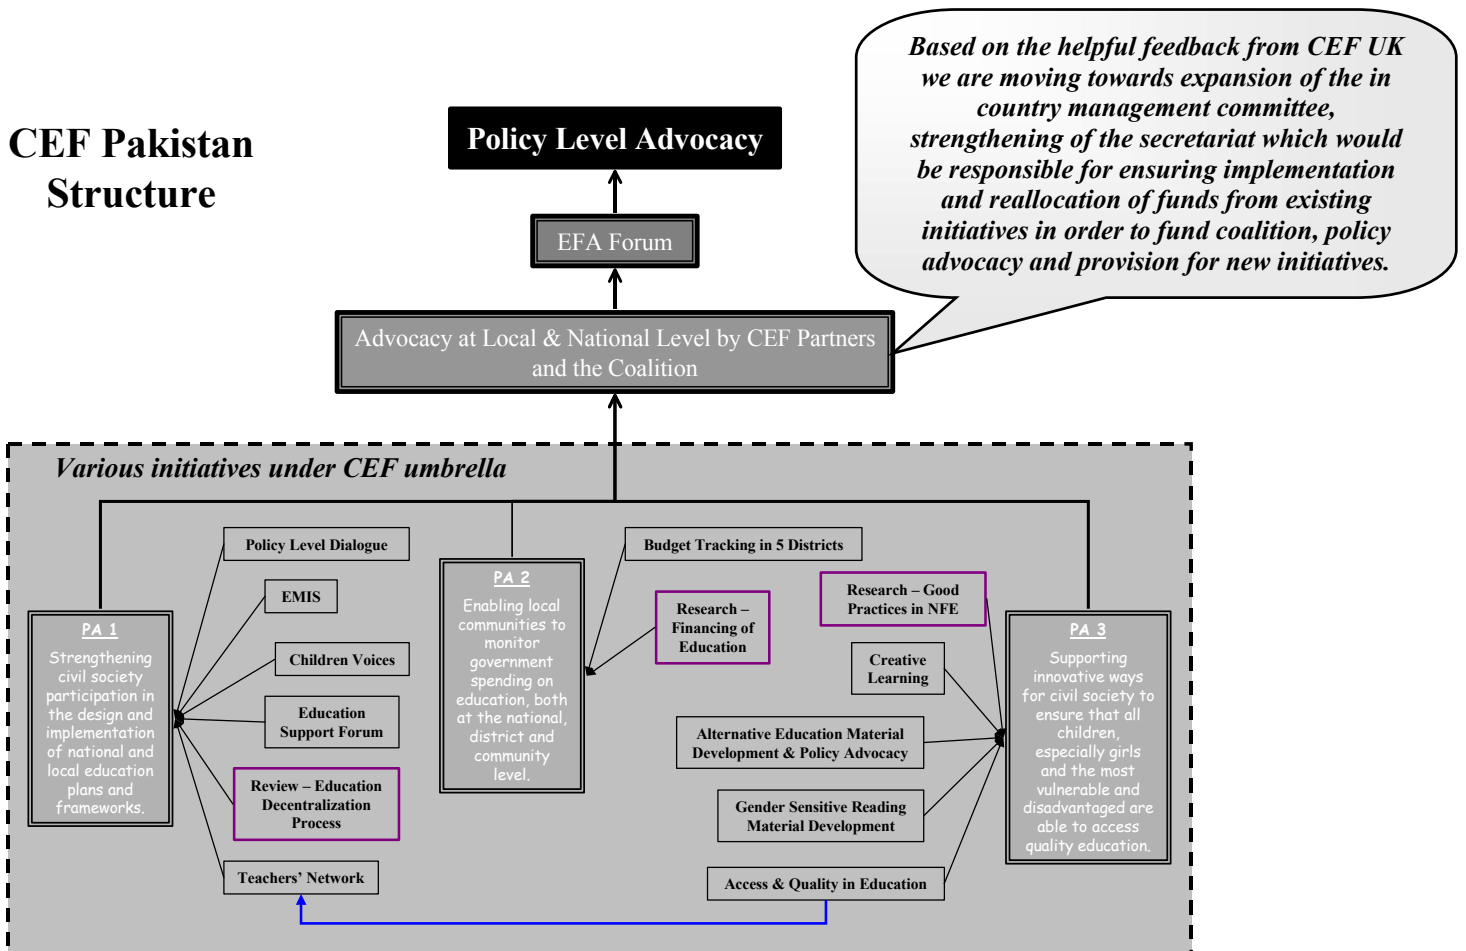 CEF Pakistan
Structure
Policy Level Advocacy
EFA Forum
Advocacy at Local & National Level by CEF Partners
and the Coalition
Based on the helpful feedback from CEF UK
we are moving towards expansion of the in
country management committee,
strengthening of the secretariat which would
be responsible for ensuring implementation
and reallocation of funds from existing
initiatives in order to fund coalition, policy
advocacy and provision for new initiatives.
Various initiatives under CEF umbrella
PA 1
Strengthening
civil society
participation in
the design and
implementation
of national and
local education
plans and
frameworks.
Policy Level Dialogue
EMIS
Children Voices
Education
Support Forum
Review – Education
Decentralization
Process
Teachers’ Network
PA 2
Enabling local
communities to
monitor
government
spending on
education, both
at the national,
district and
community
level.
Budget Tracking in 5 Districts
Research –
Financing of
Education
Research – Good
Practices in NFE
Creative
Learning
Alternative Education Material
Development & Policy Advocacy
Gender Sensitive Reading
Material Development
Access & Quality in Education
PA 3
Supporting
innovative ways
for civil society to
ensure that all
children,
especially girls
and the most
vulnerable and
disadvantaged are
able to access
quality education.